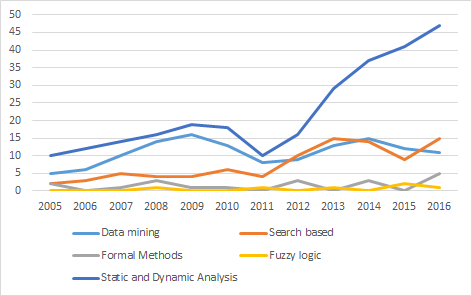 50
45
40
35
30
25
20
15
10
5
0
2005 2006 2007 2008 2009 2010 2011 2012 2013 2014 2015 2016
Data mining Search based
Formal Methods Fuzzy logic
Static and Dynamic Analysis